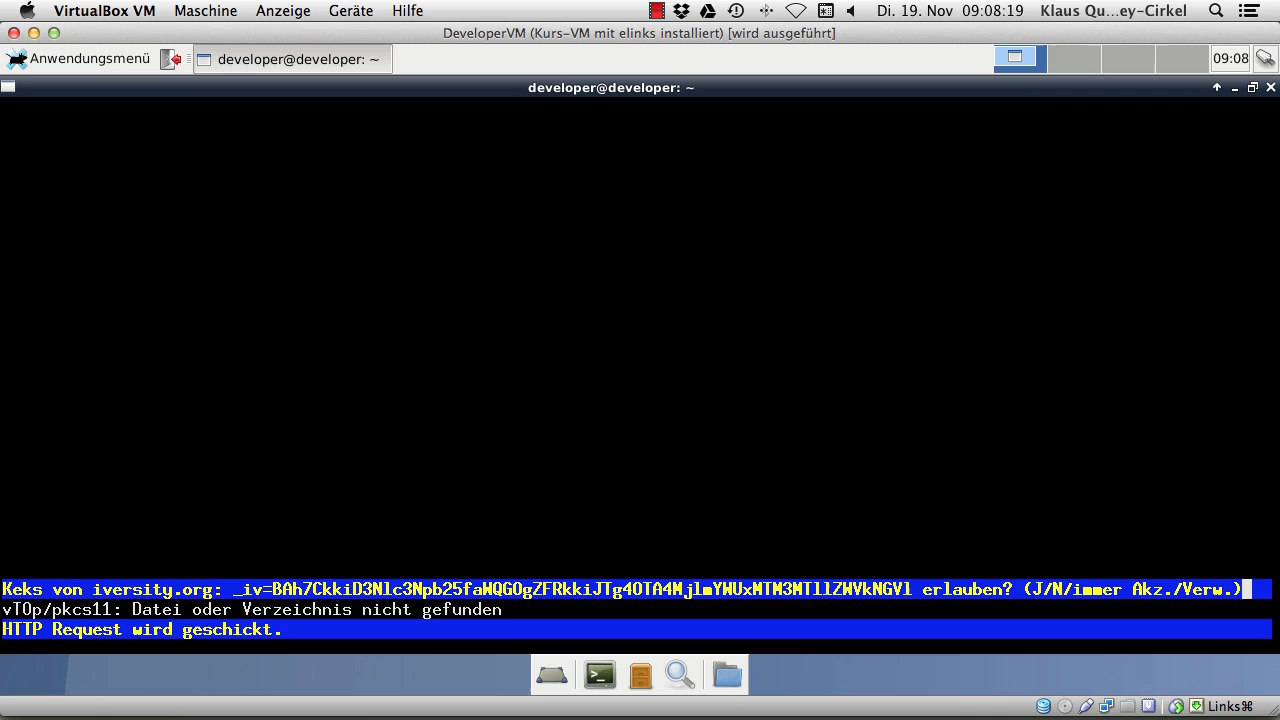 VirtualBox VM Maschine Anzeige Geräte Hilfe Di. 19. Nov 09:08:19 Klaus Qu...ey-Cirkel
DeveloperVM (Kurs-VM mit elinks installiert) [wird ausgeführt]
Anwendungsmenü developer@developer: ~ 09:08
developer@developer: ~
Keks von iversity.org: erlauben? (J/N/immer Akz./Verw.)
vTOp/pkcs11: Datei oder Verzeichnis nicht gefunden
HTTP Request wird geschickt.
Links⌘